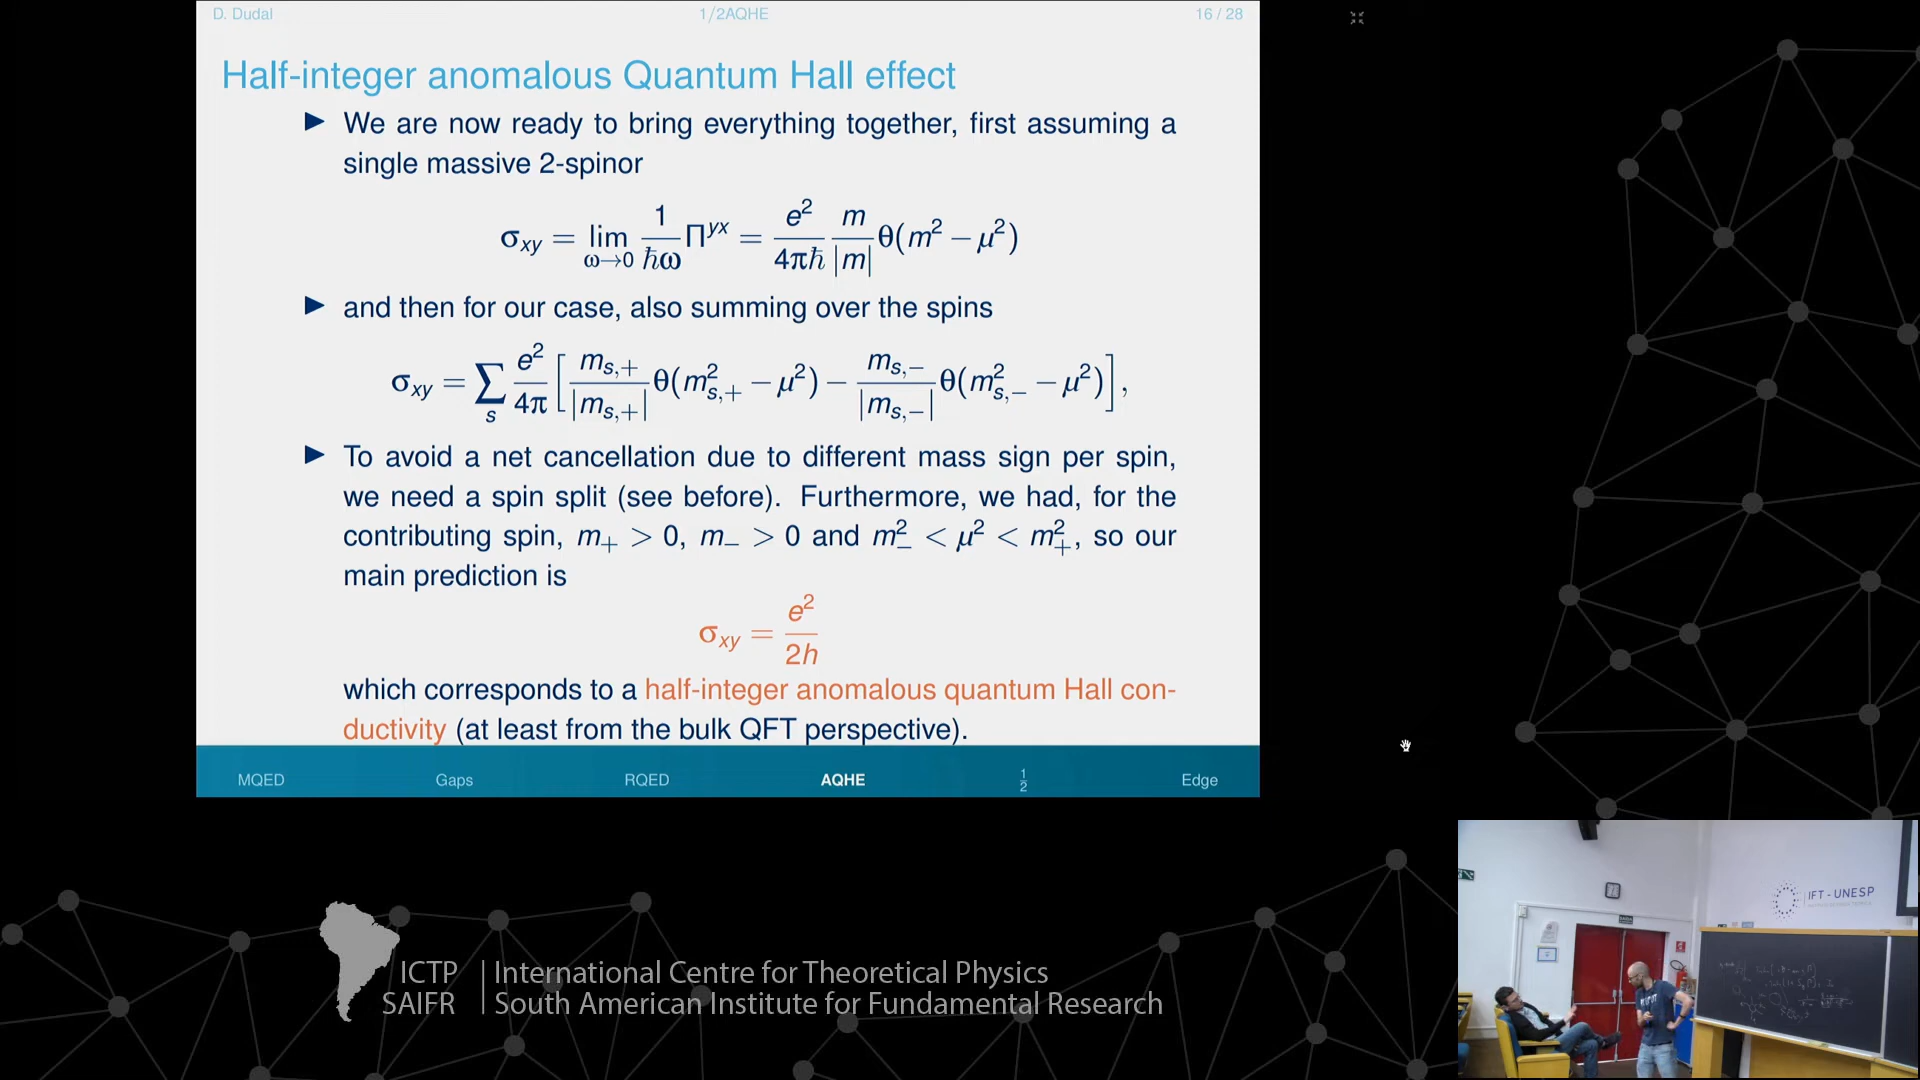 D. Dudal 1/2AQHE 16 / 28
Half-integer anomalous Quantum Hall effect
▶ We are now ready to bring everything together, first assuming a
single massive 2-spinor
σ_xy = lim_{ω→0} 1/(ħω) Π^{yx} = e²/(4πħ) m/|m| θ(m² − μ²)
▶ and then for our case, also summing over the spins
σ_xy = ∑_s e²/(4π) [ m_{s,+}/|m_{s,+}| θ(m²_{s,+} − μ²) − m_{s,−}/|m_{s,−}| θ(m²_{s,−} − μ²) ],
▶ To avoid a net cancellation due to different mass sign per spin,
we need a spin split (see before). Furthermore, we had, for the
contributing spin, m₊ > 0, m₋ > 0 and m²₋ < μ² < m²₊, so our
main prediction is
σ_xy = e²/(2h)
which corresponds to a half-integer anomalous quantum Hall con-
ductivity (at least from the bulk QFT perspective).
MQED Gaps RQED AQHE 1/2 Edge
IFT - UNESP
ICTP International Centre for Theoretical Physics
SAIFR South American Institute for Fundamental Research